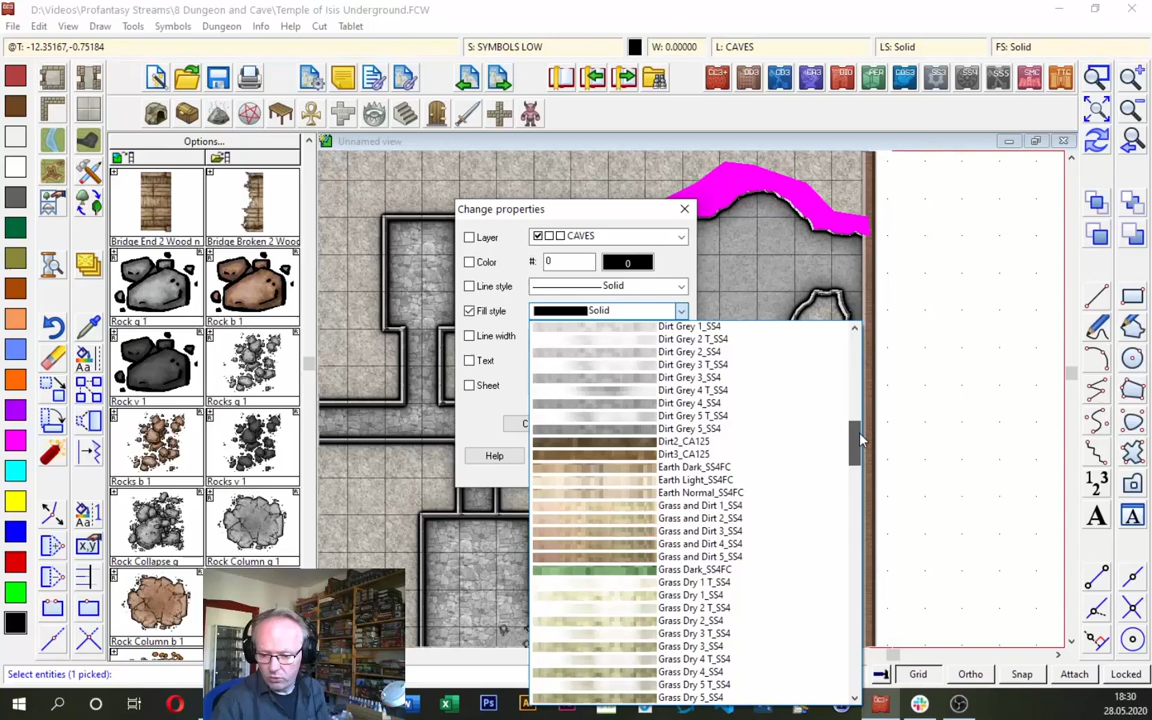 D:\Videos\Profantasy Streams\8 Dungeon and Cave\Temple of Isis Underground.FCW
File Edit View Draw Tools Symbols Dungeon Info Help Cut Tablet
@T: -12.35167,-0.75184 S: SYMBOLS LOW W: 0.00000 L: CAVES LS: Solid FS: Solid
Options... Unnamed view
Bridge End 2 Wood n Bridge Broken 2 Wood
Rock g 1 Rock b 1
Rock v 1 Rocks g 1
Rocks b 1 Rocks v 1
Rock Collapse g Rock Column g 1
Rock Column b 1
Change properties
Layer CAVES
Color #: 0 0
Line style Solid
Fill style Solid
Line width
Text
Sheet
C
Help
Dirt Grey 1_SS4
Dirt Grey 2 T_SS4
Dirt Grey 2_SS4
Dirt Grey 3 T_SS4
Dirt Grey 3_SS4
Dirt Grey 4 T_SS4
Dirt Grey 4_SS4
Dirt Grey 5 T_SS4
Dirt Grey 5_SS4
Dirt2_CA125
Dirt3_CA125
Earth Dark_SS4FC
Earth Light_SS4FC
Earth Normal_SS4FC
Grass and Dirt 1_SS4
Grass and Dirt 2_SS4
Grass and Dirt 3_SS4
Grass and Dirt 4_SS4
Grass and Dirt 5_SS4
Grass Dark_SS4FC
Grass Dry 1 T_SS4
Grass Dry 1_SS4
Grass Dry 2 T_SS4
Grass Dry 2_SS4
Grass Dry 3 T_SS4
Grass Dry 3_SS4
Grass Dry 4 T_SS4
Grass Dry 4_SS4
Grass Dry 5 T_SS4
Grass Dry 5_SS4
Select entities (1 picked):
Grid Ortho Snap Attach Locked
18:30
28.05.2020